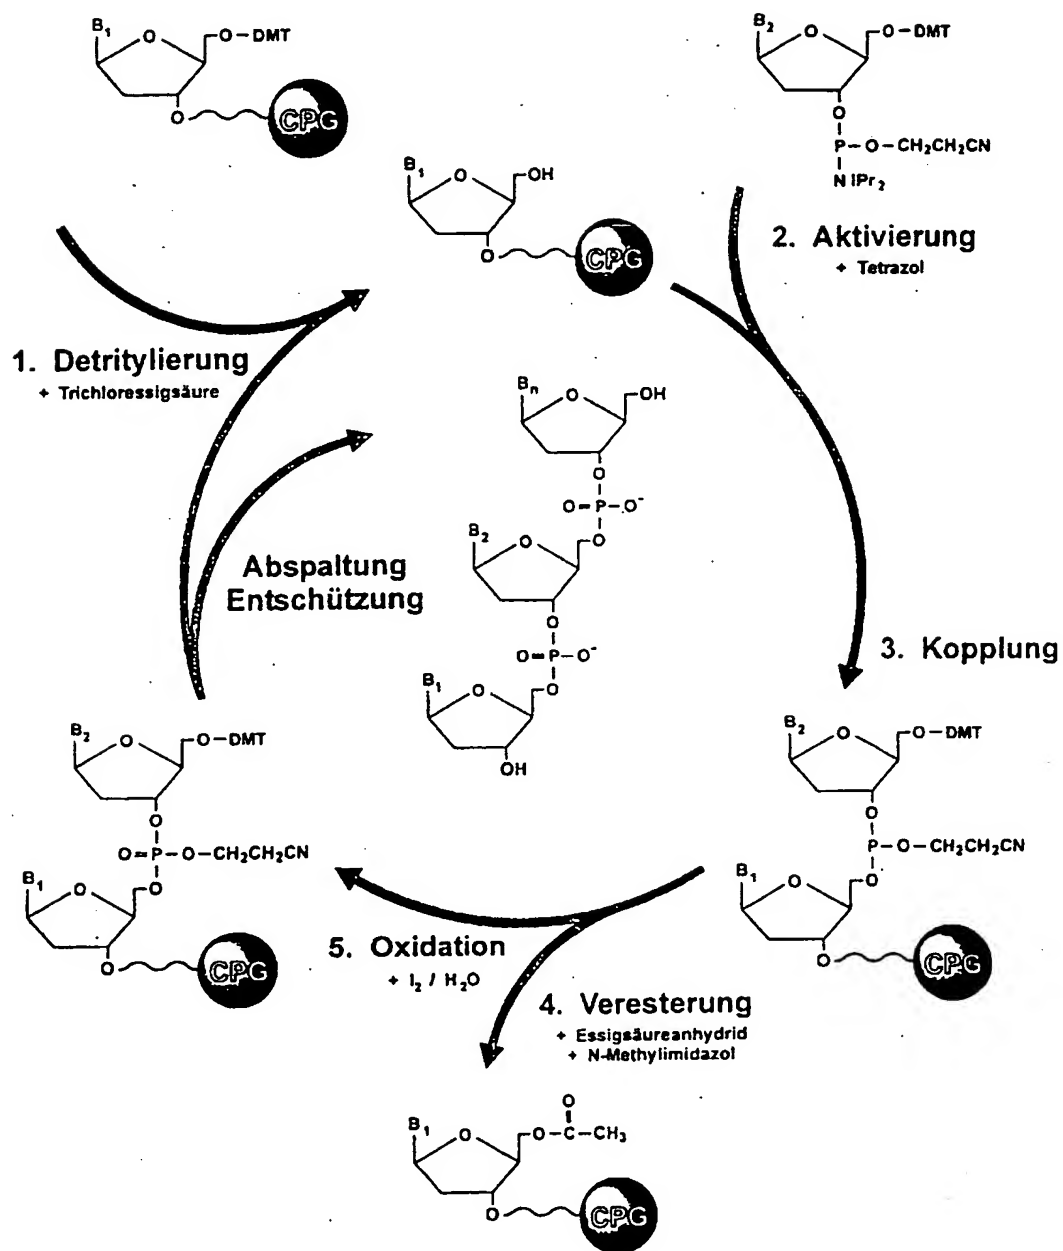 B1
O
O-DMT
O
CPG
B2
O
O-DMT
O
P-O-CH2CH2CN
N iPr2
B1
O
OH
O
CPG
2. Aktivierung
+ Tetrazol
1. Detritylierung
+ Trichloressigsäure
Bn
O
OH
O
O=P-O-
O
B2
O
O
O=P-O-
O
B1
O
OH
Abspaltung
Entschützung
3. Kopplung
B2
O
O-DMT
O
O=P-O-CH2CH2CN
O
B1
O
O
CPG
B2
O
O-DMT
O
P-O-CH2CH2CN
O
B1
O
O
CPG
5. Oxidation
+ I2 / H2O
4. Veresterung
+ Essigsäureanhydrid
+ N-Methylimidazol
O
B1
O
O-C-CH3
O
CPG